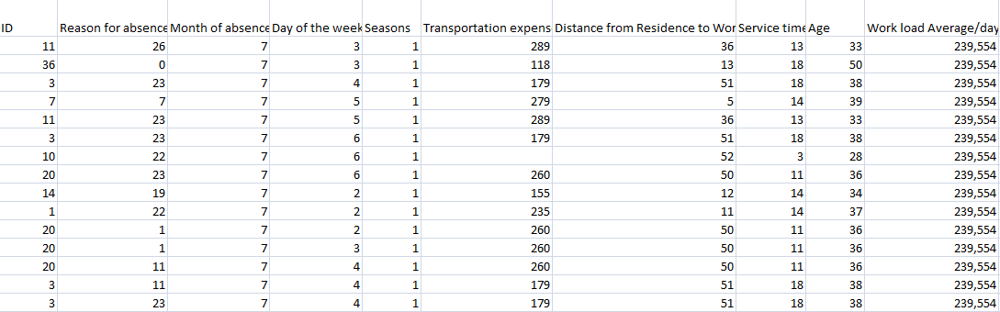 ID Reason for absence Month of absence Day of the week Seasons Transportation expens Distance from Residence to Wor Service time Age Work load Average/day
11 26 7 3 1 289 36 13 33 239,554
36 0 7 3 1 118 13 18 50 239,554
3 23 7 4 1 179 51 18 38 239,554
7 7 7 5 1 279 5 14 39 239,554
11 23 7 5 1 289 36 13 33 239,554
3 23 7 6 1 179 51 18 38 239,554
10 22 7 6 1 52 3 28 239,554
20 23 7 6 1 260 50 11 36 239,554
14 19 7 2 1 155 12 14 34 239,554
1 22 7 2 1 235 11 14 37 239,554
20 1 7 2 1 260 50 11 36 239,554
20 1 7 3 1 260 50 11 36 239,554
20 11 7 4 1 260 50 11 36 239,554
3 11 7 4 1 179 51 18 38 239,554
3 23 7 4 1 179 51 18 38 239,554